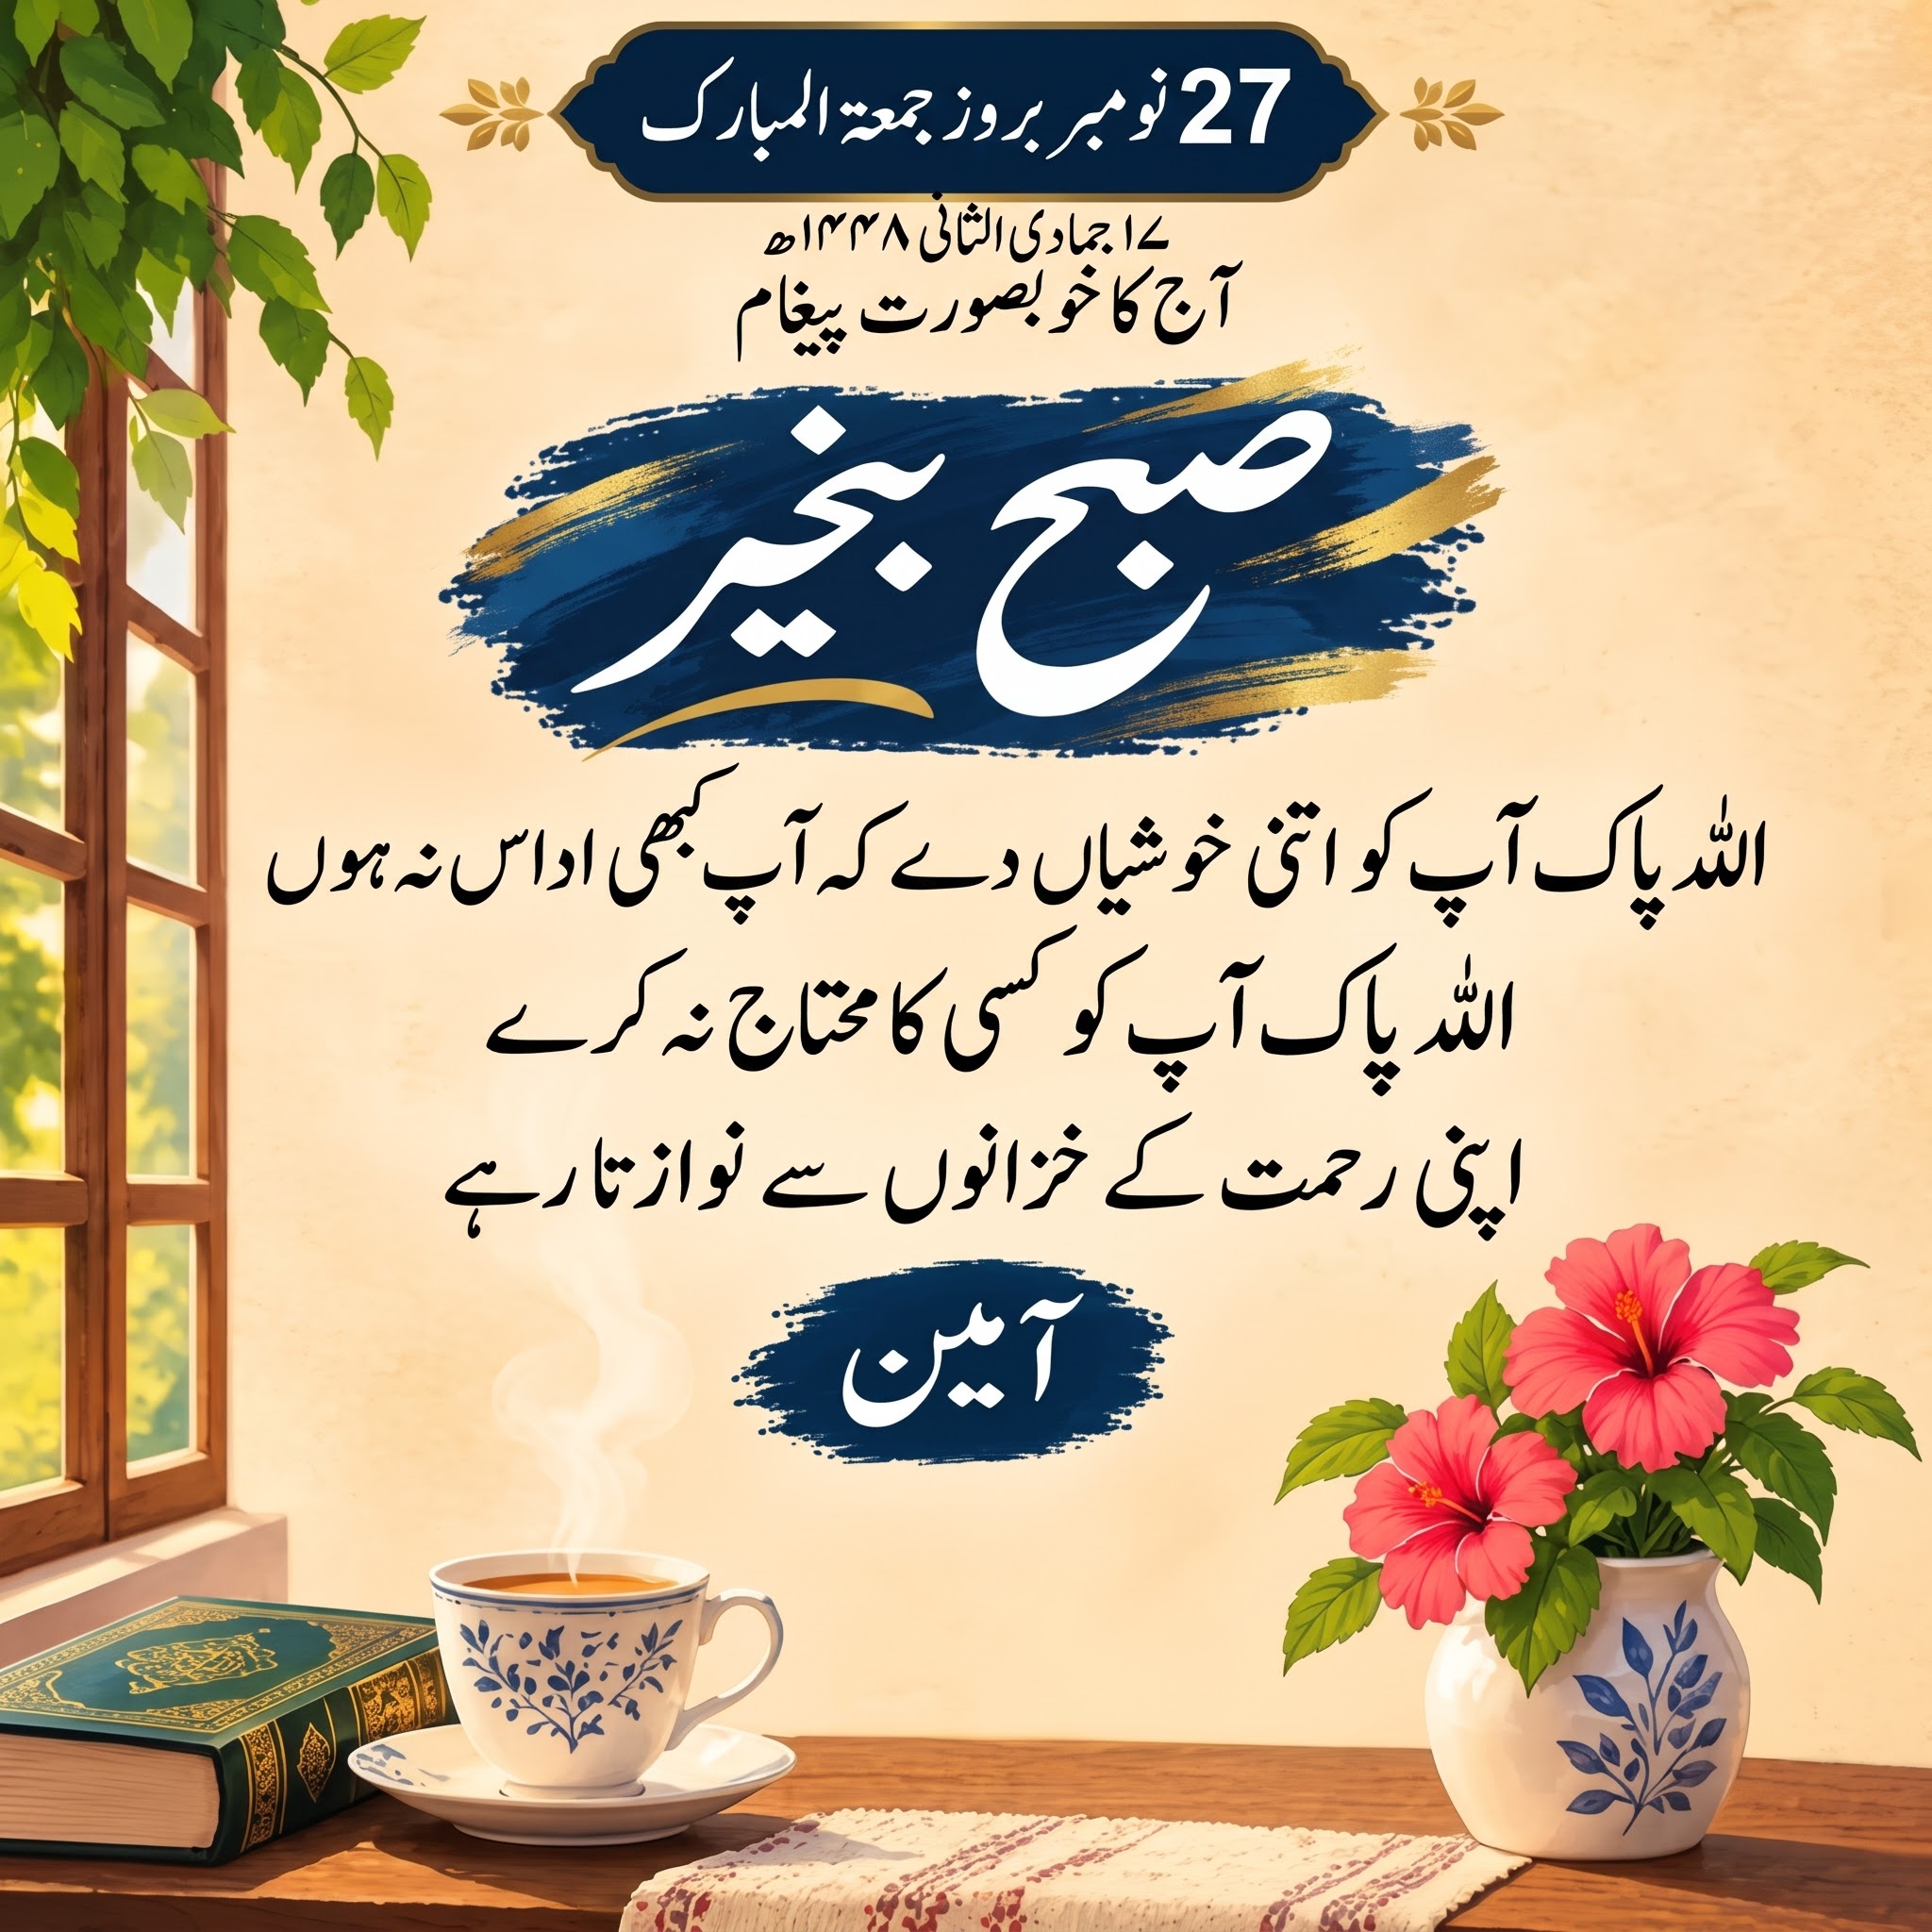 27 نومبر بروز جمعۃ المبارک
۱۷ جمادی الثانی ۱۴۴۸ھ
آج کا خوبصورت پیغام
صبح بخیر
اللہ پاک آپ کو اتنی خوشیاں دے کہ آپ کبھی اداس نہ ہوں
اللہ پاک آپ کو کسی کا محتاج نہ کرے
اپنی رحمت کے خزانوں سے نوازتا رہے
آمین